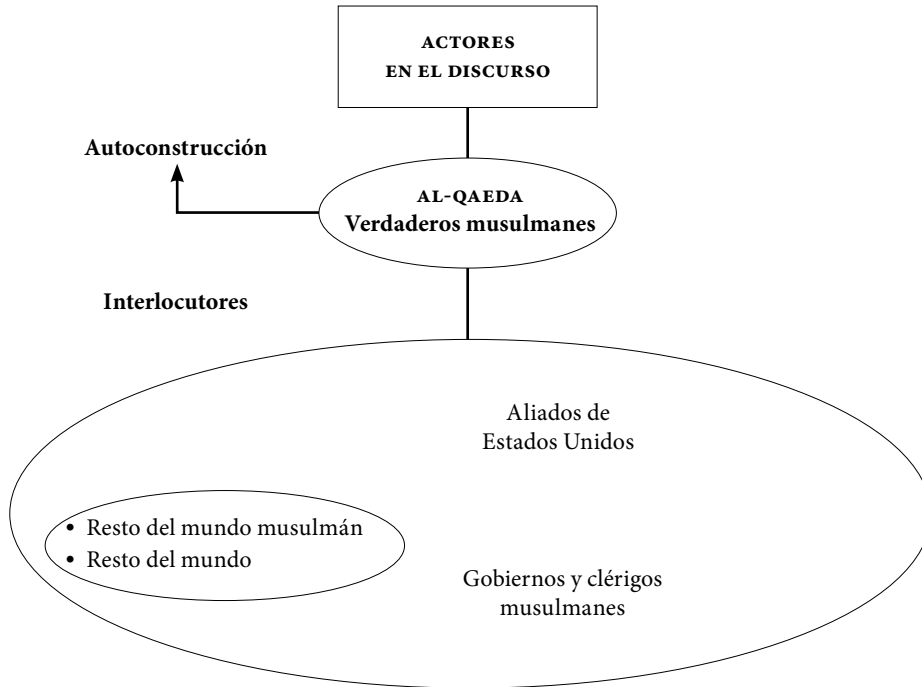 ACTORES
EN EL DISCURSO
Autoconstrucción
AL-QAEDA
Verdaderos musulmanes
Interlocutores
Aliados de
Estados Unidos
• Resto del mundo musulmán
• Resto del mundo
Gobiernos y clérigos
musulmanes